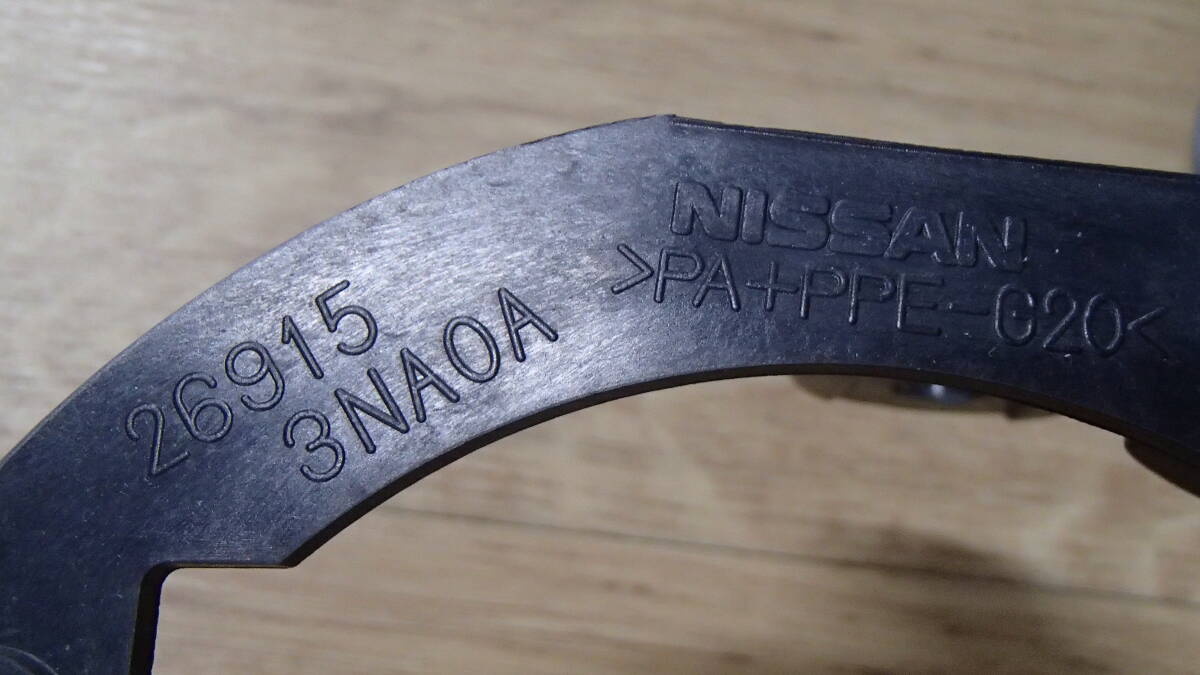 26915
3NA0A
NISSAN
>PA+PPE-G20<